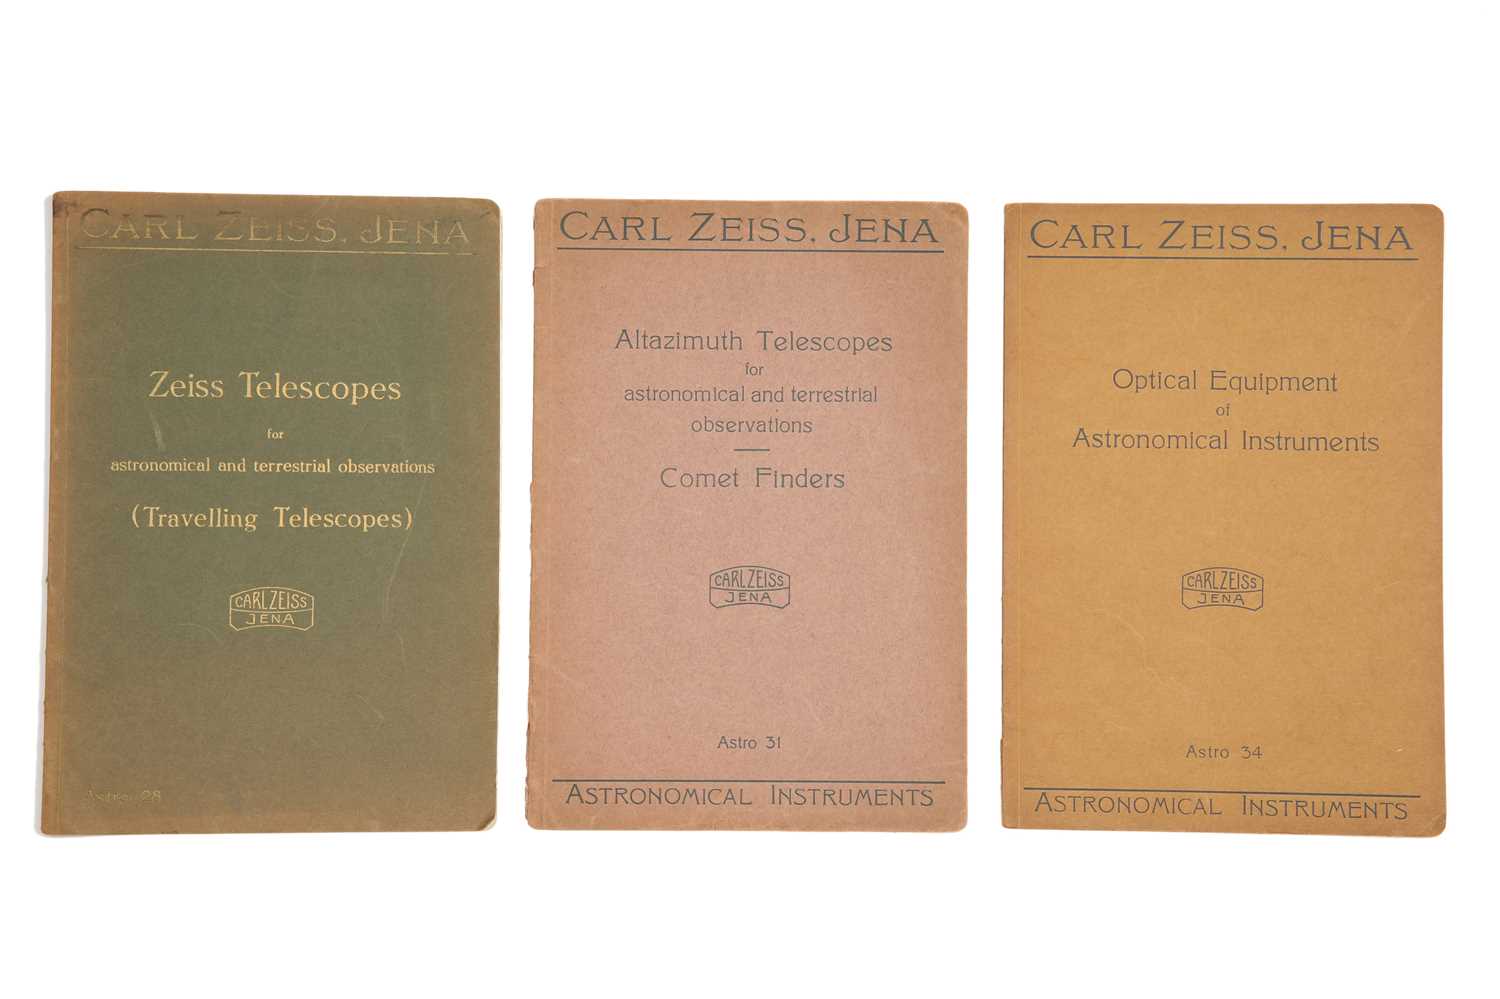 CARL ZEISS, JENA
Zeiss Telescopes
for
astronomical and terrestrial observations
(Travelling Telescopes)
CARL ZEISS
JENA
Astro 28
CARL ZEISS, JENA
Altazimuth Telescopes
for
astronomical and terrestrial
observations
Comet Finders
CARL ZEISS
JENA
Astro 31
ASTRONOMICAL INSTRUMENTS
CARL ZEISS, JENA
Optical Equipment
of
Astronomical Instruments
CARL ZEISS
JENA
Astro 34
ASTRONOMICAL INSTRUMENTS